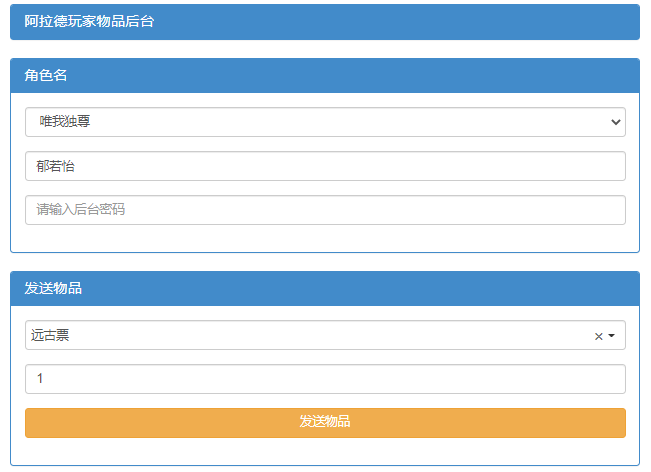 阿拉德玩家物品后台
角色名
唯我独尊
郁若怡
请输入后台密码
发送物品
远古票
1
发送物品